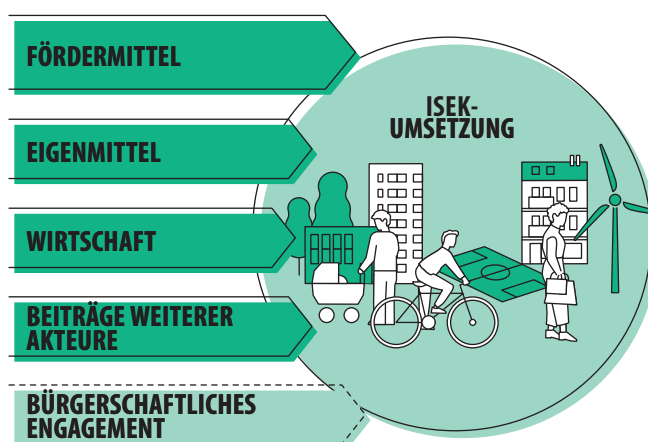 FÖRDERMITTEL
ISEK-
UMSETZUNG
EIGENMITTEL
WIRTSCHAFT
BEITRÄGE WEITERER
AKTEURE
BÜRGERSCHAFTLICHES
ENGAGEMENT